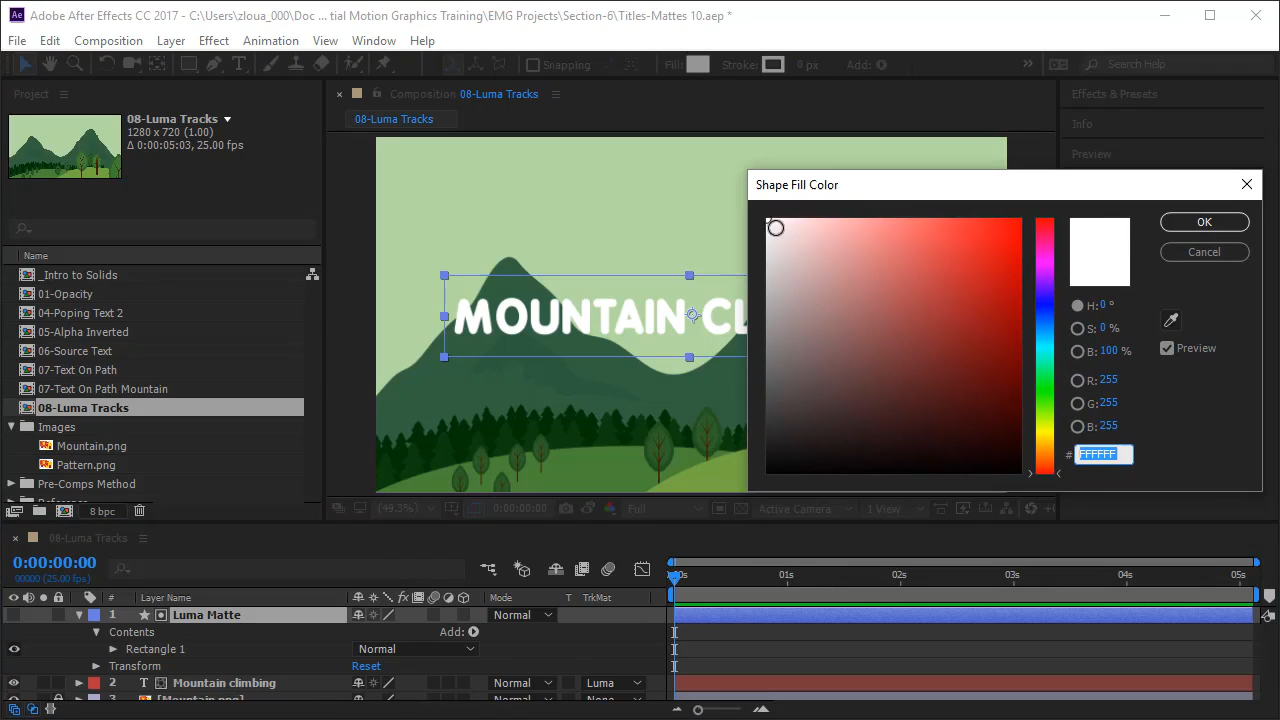 Adobe After Effects CC 2017 - C:\Users\zloua_000\Doc ... tial Motion Graphics Training\EMG Projects\Section-6\Titles-Mattes 10.aep *
File Edit Composition Layer Effect Animation View Window Help
Snapping Fill: Stroke: 0 px Add: Search Help
Project
Composition 08-Luma Tracks
Effects & Presets
08-Luma Tracks
1280 x 720 (1.00)
Δ 0:00:05:03, 25.00 fps
08-Luma Tracks
Info
Preview
Name
_Intro to Solids
01-Opacity
04-Poping Text 2
05-Alpha Inverted
06-Source Text
07-Text On Path
07-Text On Path Mountain
08-Luma Tracks
Images
Mountain.png
Pattern.png
Pre-Comps Method
8 bpc
MOUNTAIN CL
Shape Fill Color
OK
Cancel
H: 0 °
S: 0 %
B: 100 %
Preview
R: 255
G: 255
B: 255
# FFFFFF
(49.3%) 0:00:00:00 Full Active Camera 1 View
08-Luma Tracks
0:00:00:00
00000 (25.00 fps)
01s 02s 03s 04s 05s
# Layer Name Mode T TrkMat
1 Luma Matte Normal
Contents Add:
Rectangle 1 Normal
Transform Reset
2 T Mountain climbing Normal Luma
3 [Mountain.png] Normal None